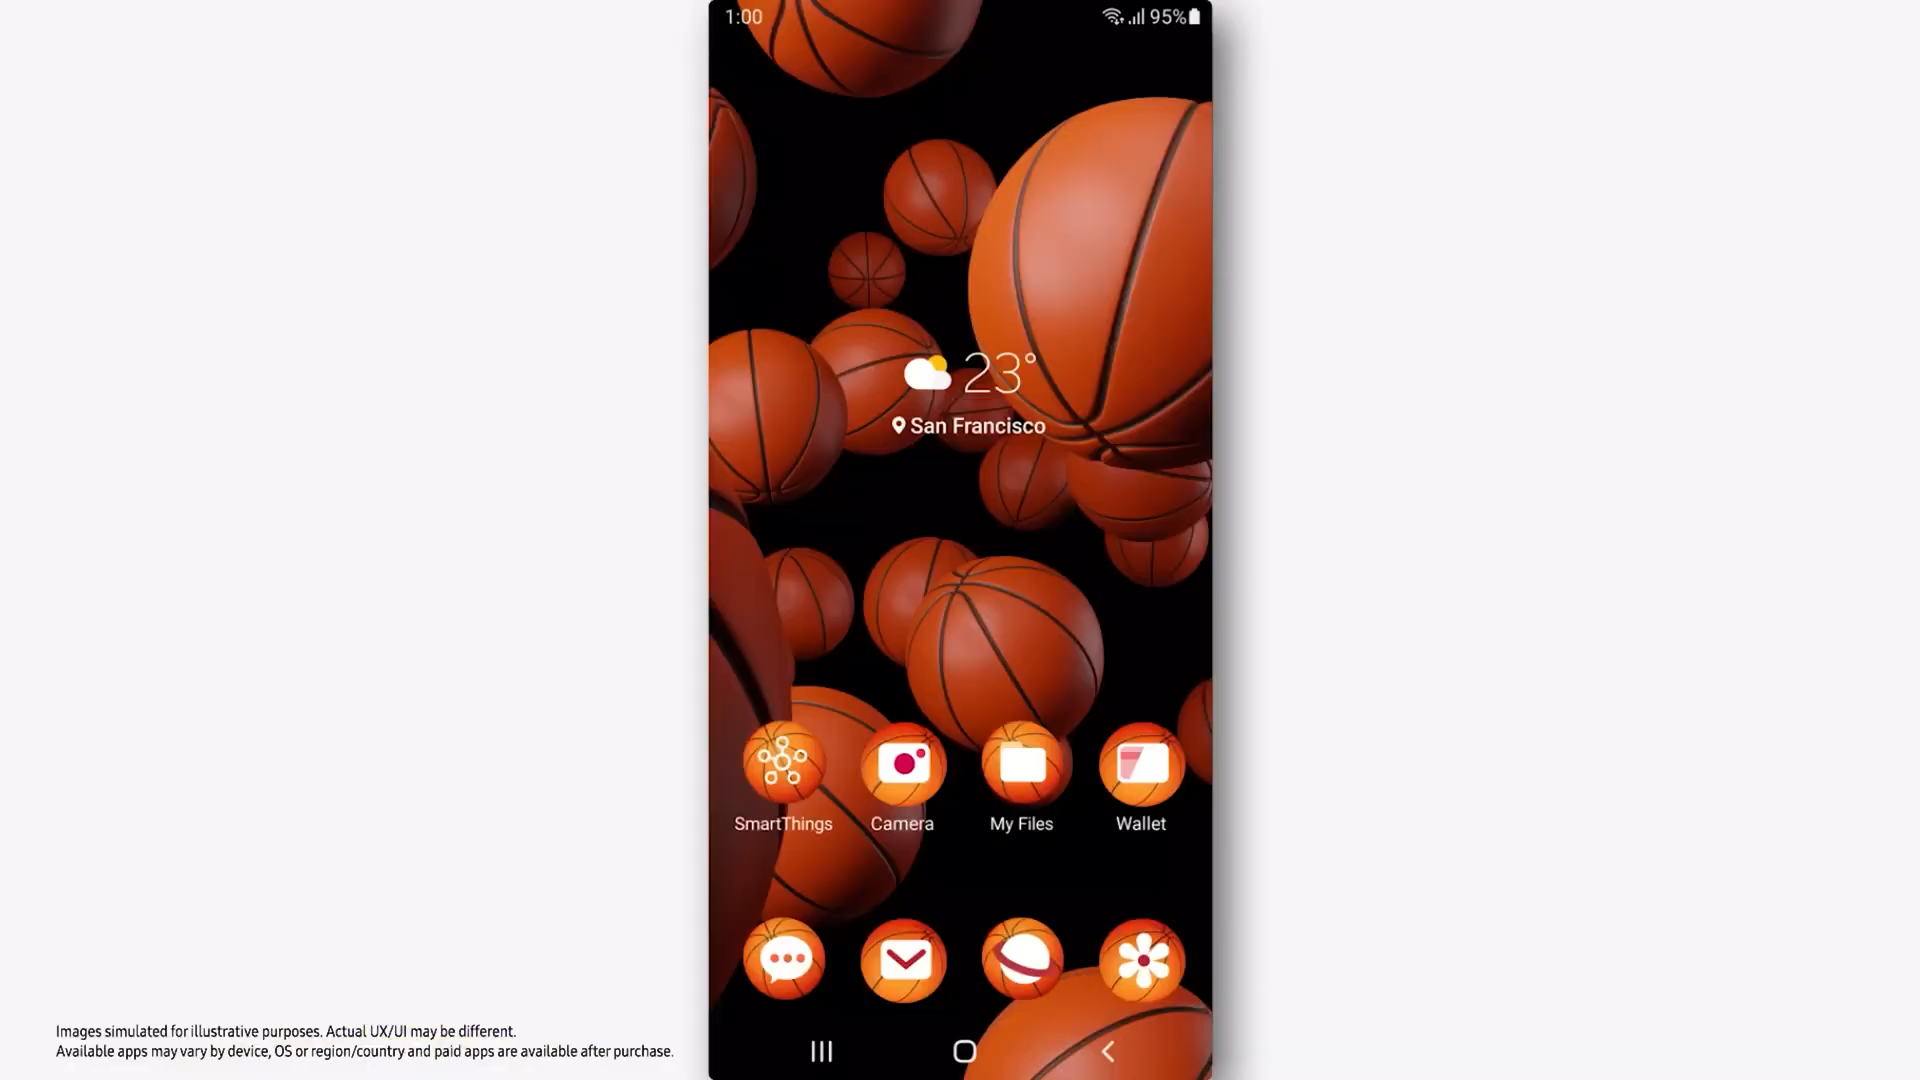 1:00
95%
23°
San Francisco
SmartThings
Camera
My Files
Wallet
Images simulated for illustrative purposes. Actual UX/UI may be different.
Available apps may vary by device, OS or region/country and paid apps are available after purchase.